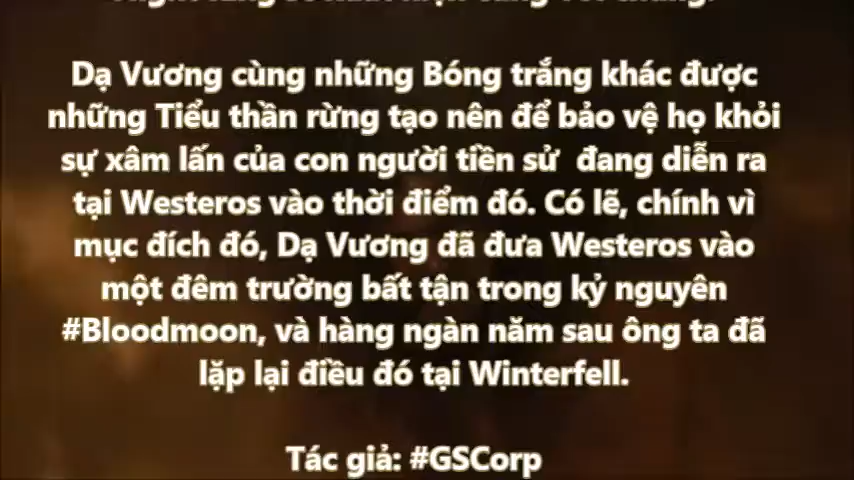 Dạ Vương cùng những Bóng trắng khác được
những Tiểu thần rừng tạo nên để bảo vệ họ khỏi
sự xâm lấn của con người tiền sử đang diễn ra
tại Westeros vào thời điểm đó. Có lẽ, chính vì
mục đích đó, Dạ Vương đã đưa Westeros vào
một đêm trường bất tận trong kỷ nguyên
#Bloodmoon, và hàng ngàn năm sau ông ta đã
lặp lại điều đó tại Winterfell.
Tác giả: #GSCorp